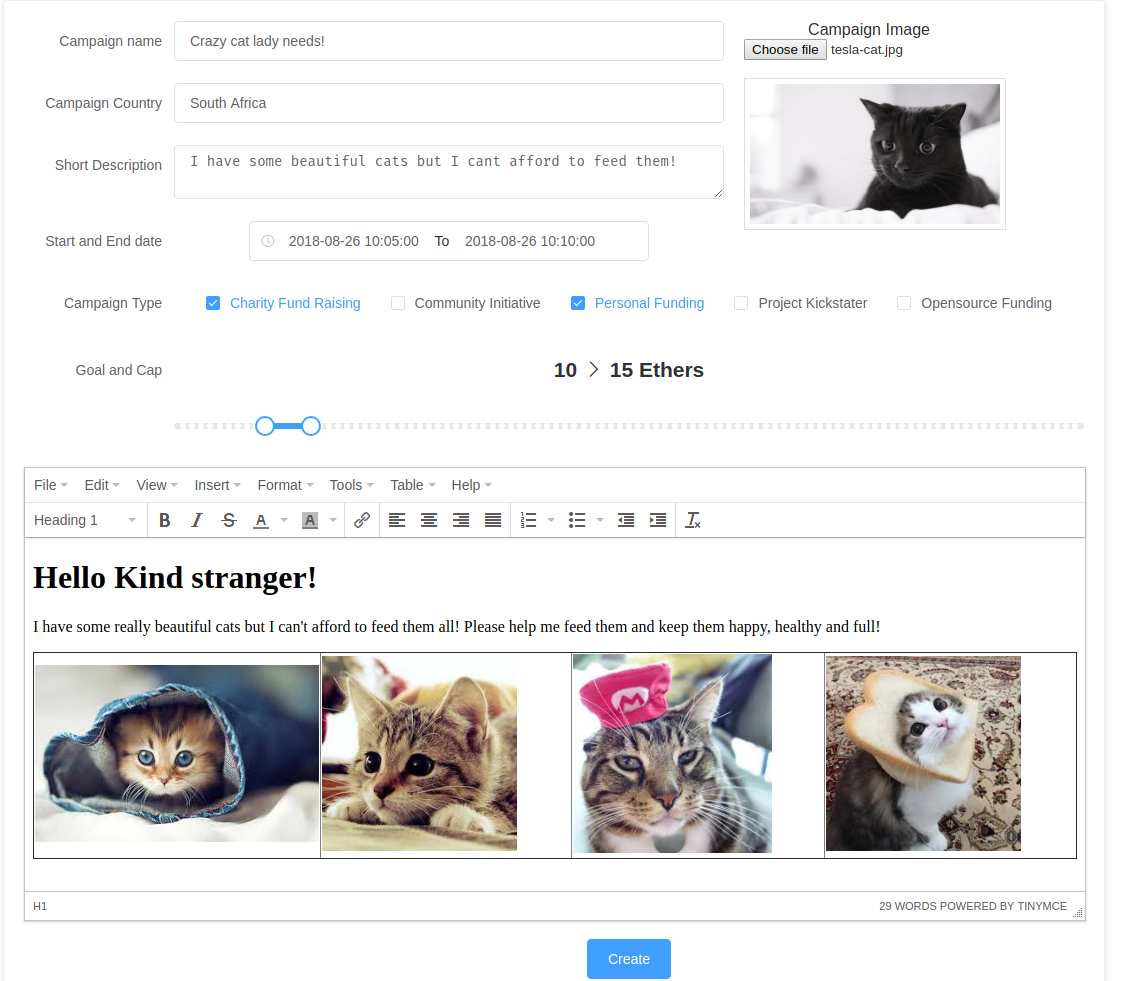 Campaign name
Crazy cat lady needs!
Campaign Image
Choose file tesla-cat.jpg
Campaign Country
South Africa
Short Description
I have some beautiful cats but I cant afford to feed them!
Start and End date
2018-08-26 10:05:00 To 2018-08-26 10:10:00
Campaign Type
Charity Fund Raising Community Initiative Personal Funding Project Kickstater Opensource Funding
Goal and Cap
10 > 15 Ethers
File Edit View Insert Format Tools Table Help
Heading 1 B I S A A
Hello Kind stranger!
I have some really beautiful cats but I can't afford to feed them all! Please help me feed them and keep them happy, healthy and full!
M
H1
29 WORDS POWERED BY TINYMCE
Create